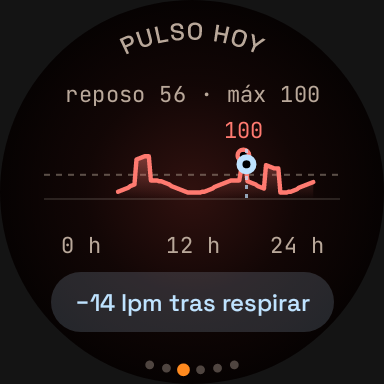 PULSO HOY
reposo 56 · máx 100
100
0 h 12 h 24 h
−14 lpm tras respirar